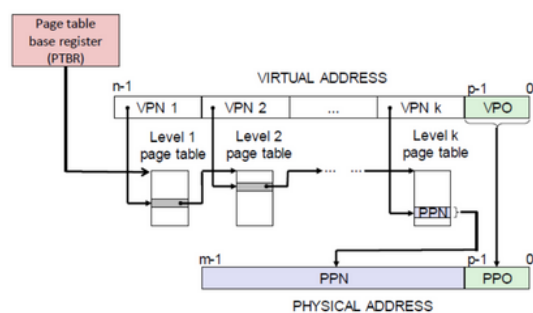 Page table
base register
(PTBR)
VIRTUAL ADDRESS
n-1
p-1
0
VPN 1
VPN 2
...
VPN k
VPO
Level 1
page table
Level 2
page table
Level k
page table
... ...
PPN
m-1
p-1
0
PPN
PPO
PHYSICAL ADDRESS